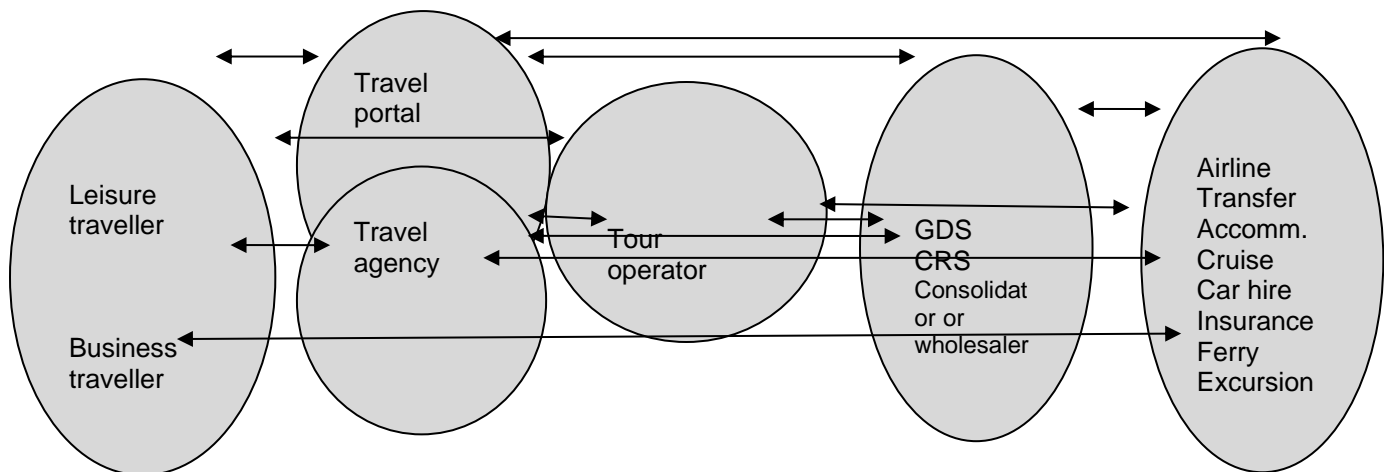 Leisure
traveller
Business
traveller
Travel
portal
Travel
agency
Tour
operator
GDS
CRS
Consolidat
or or
wholesaler
Airline
Transfer
Accomm.
Cruise
Car hire
Insurance
Ferry
Excursion